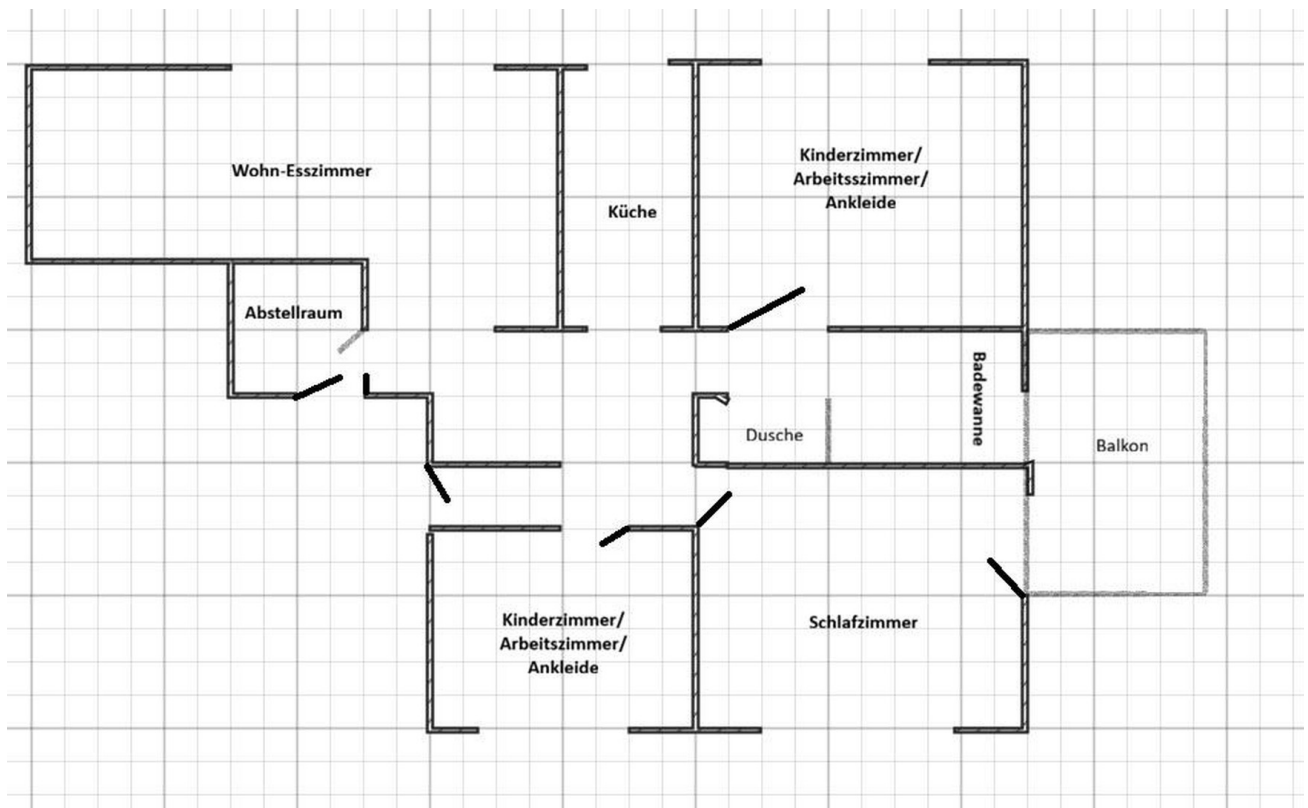 Wohn-Esszimmer
Kinderzimmer/
Arbeitsszimmer/
Ankleide
Küche
Abstellraum
Badewanne
Dusche
Balkon
Kinderzimmer/
Arbeitszimmer/
Ankleide
Schlafzimmer